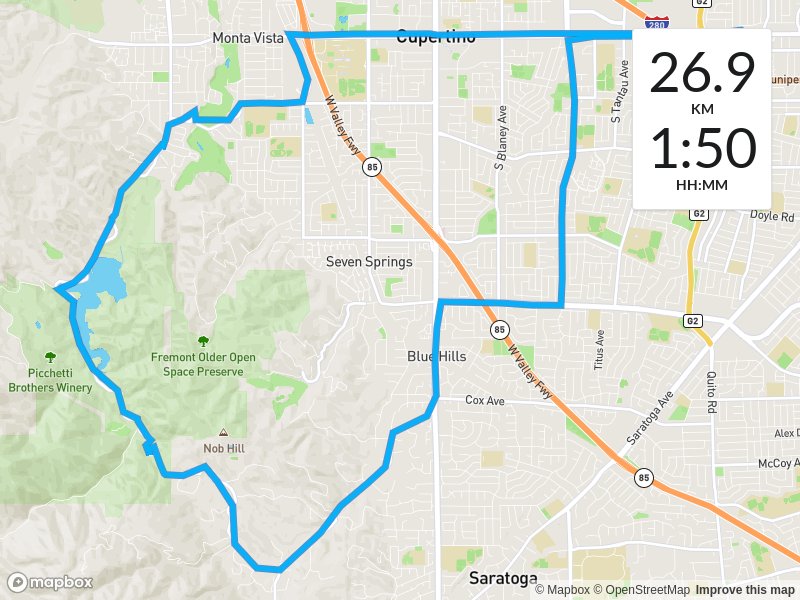 G2
280
Monta Vista
Cupertino
26.9
KM
1:50
HH:MM
W Valley Fwy
S Blaney Ave
S Tantau Ave
85
G2
Doyle Rd
Seven Springs
G2
85
Fremont Older Open
Space Preserve
Blue Hills
W Valley Fwy
Titus Ave
Picchetti
Brothers Winery
Quito Rd
Cox Ave
Saratoga Ave
Nob Hill
Alex D
McCoy A
85
Saratoga
mapbox
© Mapbox © OpenStreetMap Improve this map